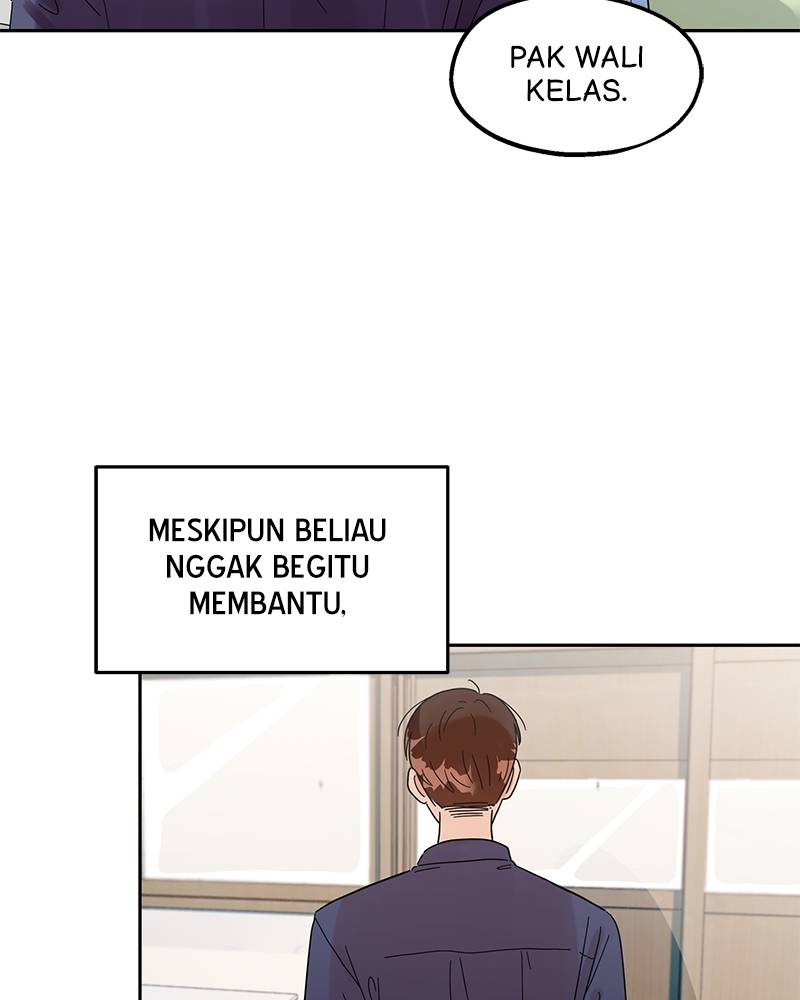 PAK WALI
KELAS.
MESKIPUN BELIAU
NGGAK BEGITU
MEMBANTU,